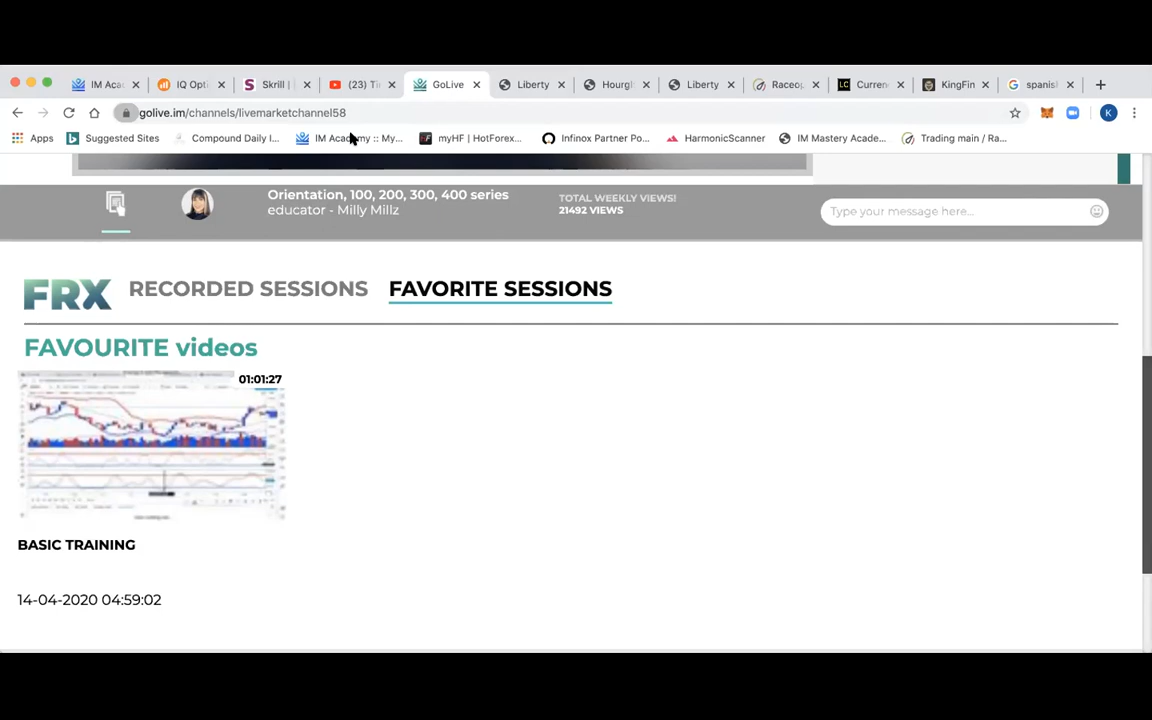 IM Aca
IQ Opti
Skrill |
(23) Ti
GoLive
Liberty
Hourgl
Liberty
Raceop
Curren
KingFin
spanis
golive.im/channels/livemarketchannel58
K
Apps
Suggested Sites
Compound Daily I...
IM Academy :: My...
myHF | HotForex...
Infinox Partner Po...
HarmonicScanner
IM Mastery Acade...
Trading main / Ra...
Orientation, 100, 200, 300, 400 series
educator - Milly Millz
TOTAL WEEKLY VIEWS!
21492 VIEWS
Type your message here...
FRX RECORDED SESSIONS FAVORITE SESSIONS
FAVOURITE videos
01:01:27
BASIC TRAINING
14-04-2020 04:59:02